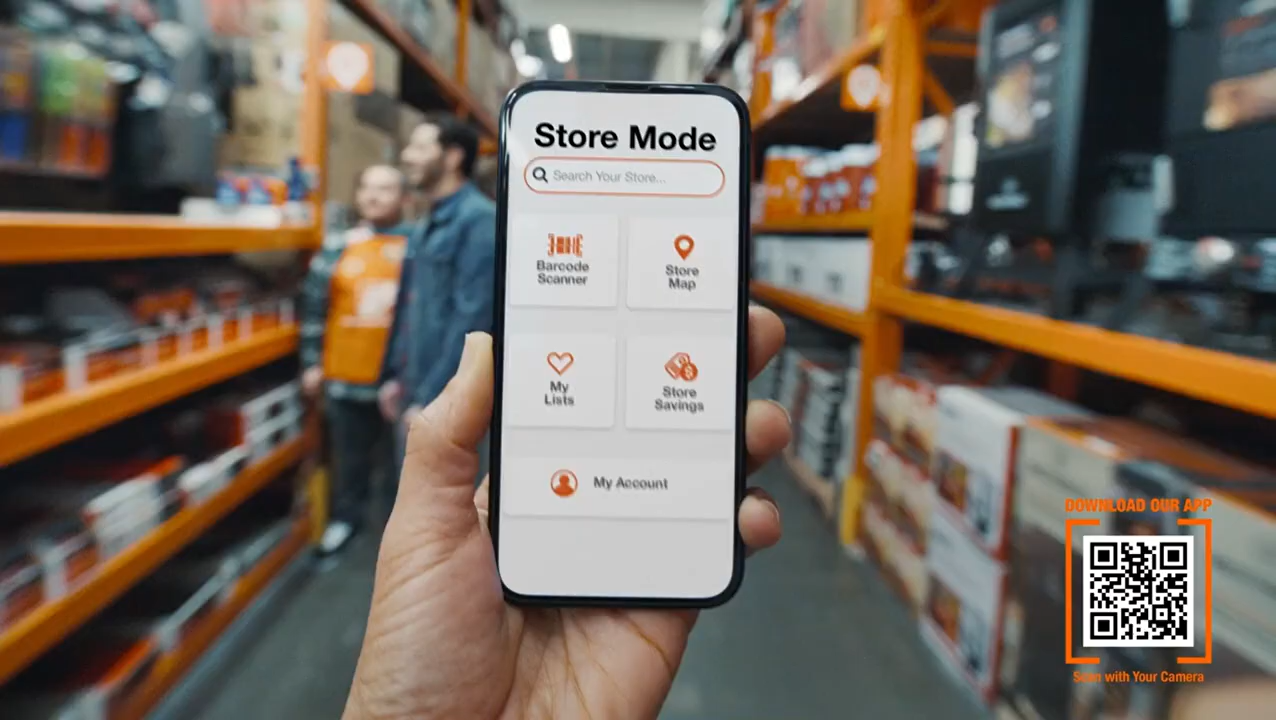 Store Mode
Search Your Store...
Barcode
Scanner
Store
Map
My
Lists
Store
Savings
My Account
DOWNLOAD OUR APP
Scan with Your Camera